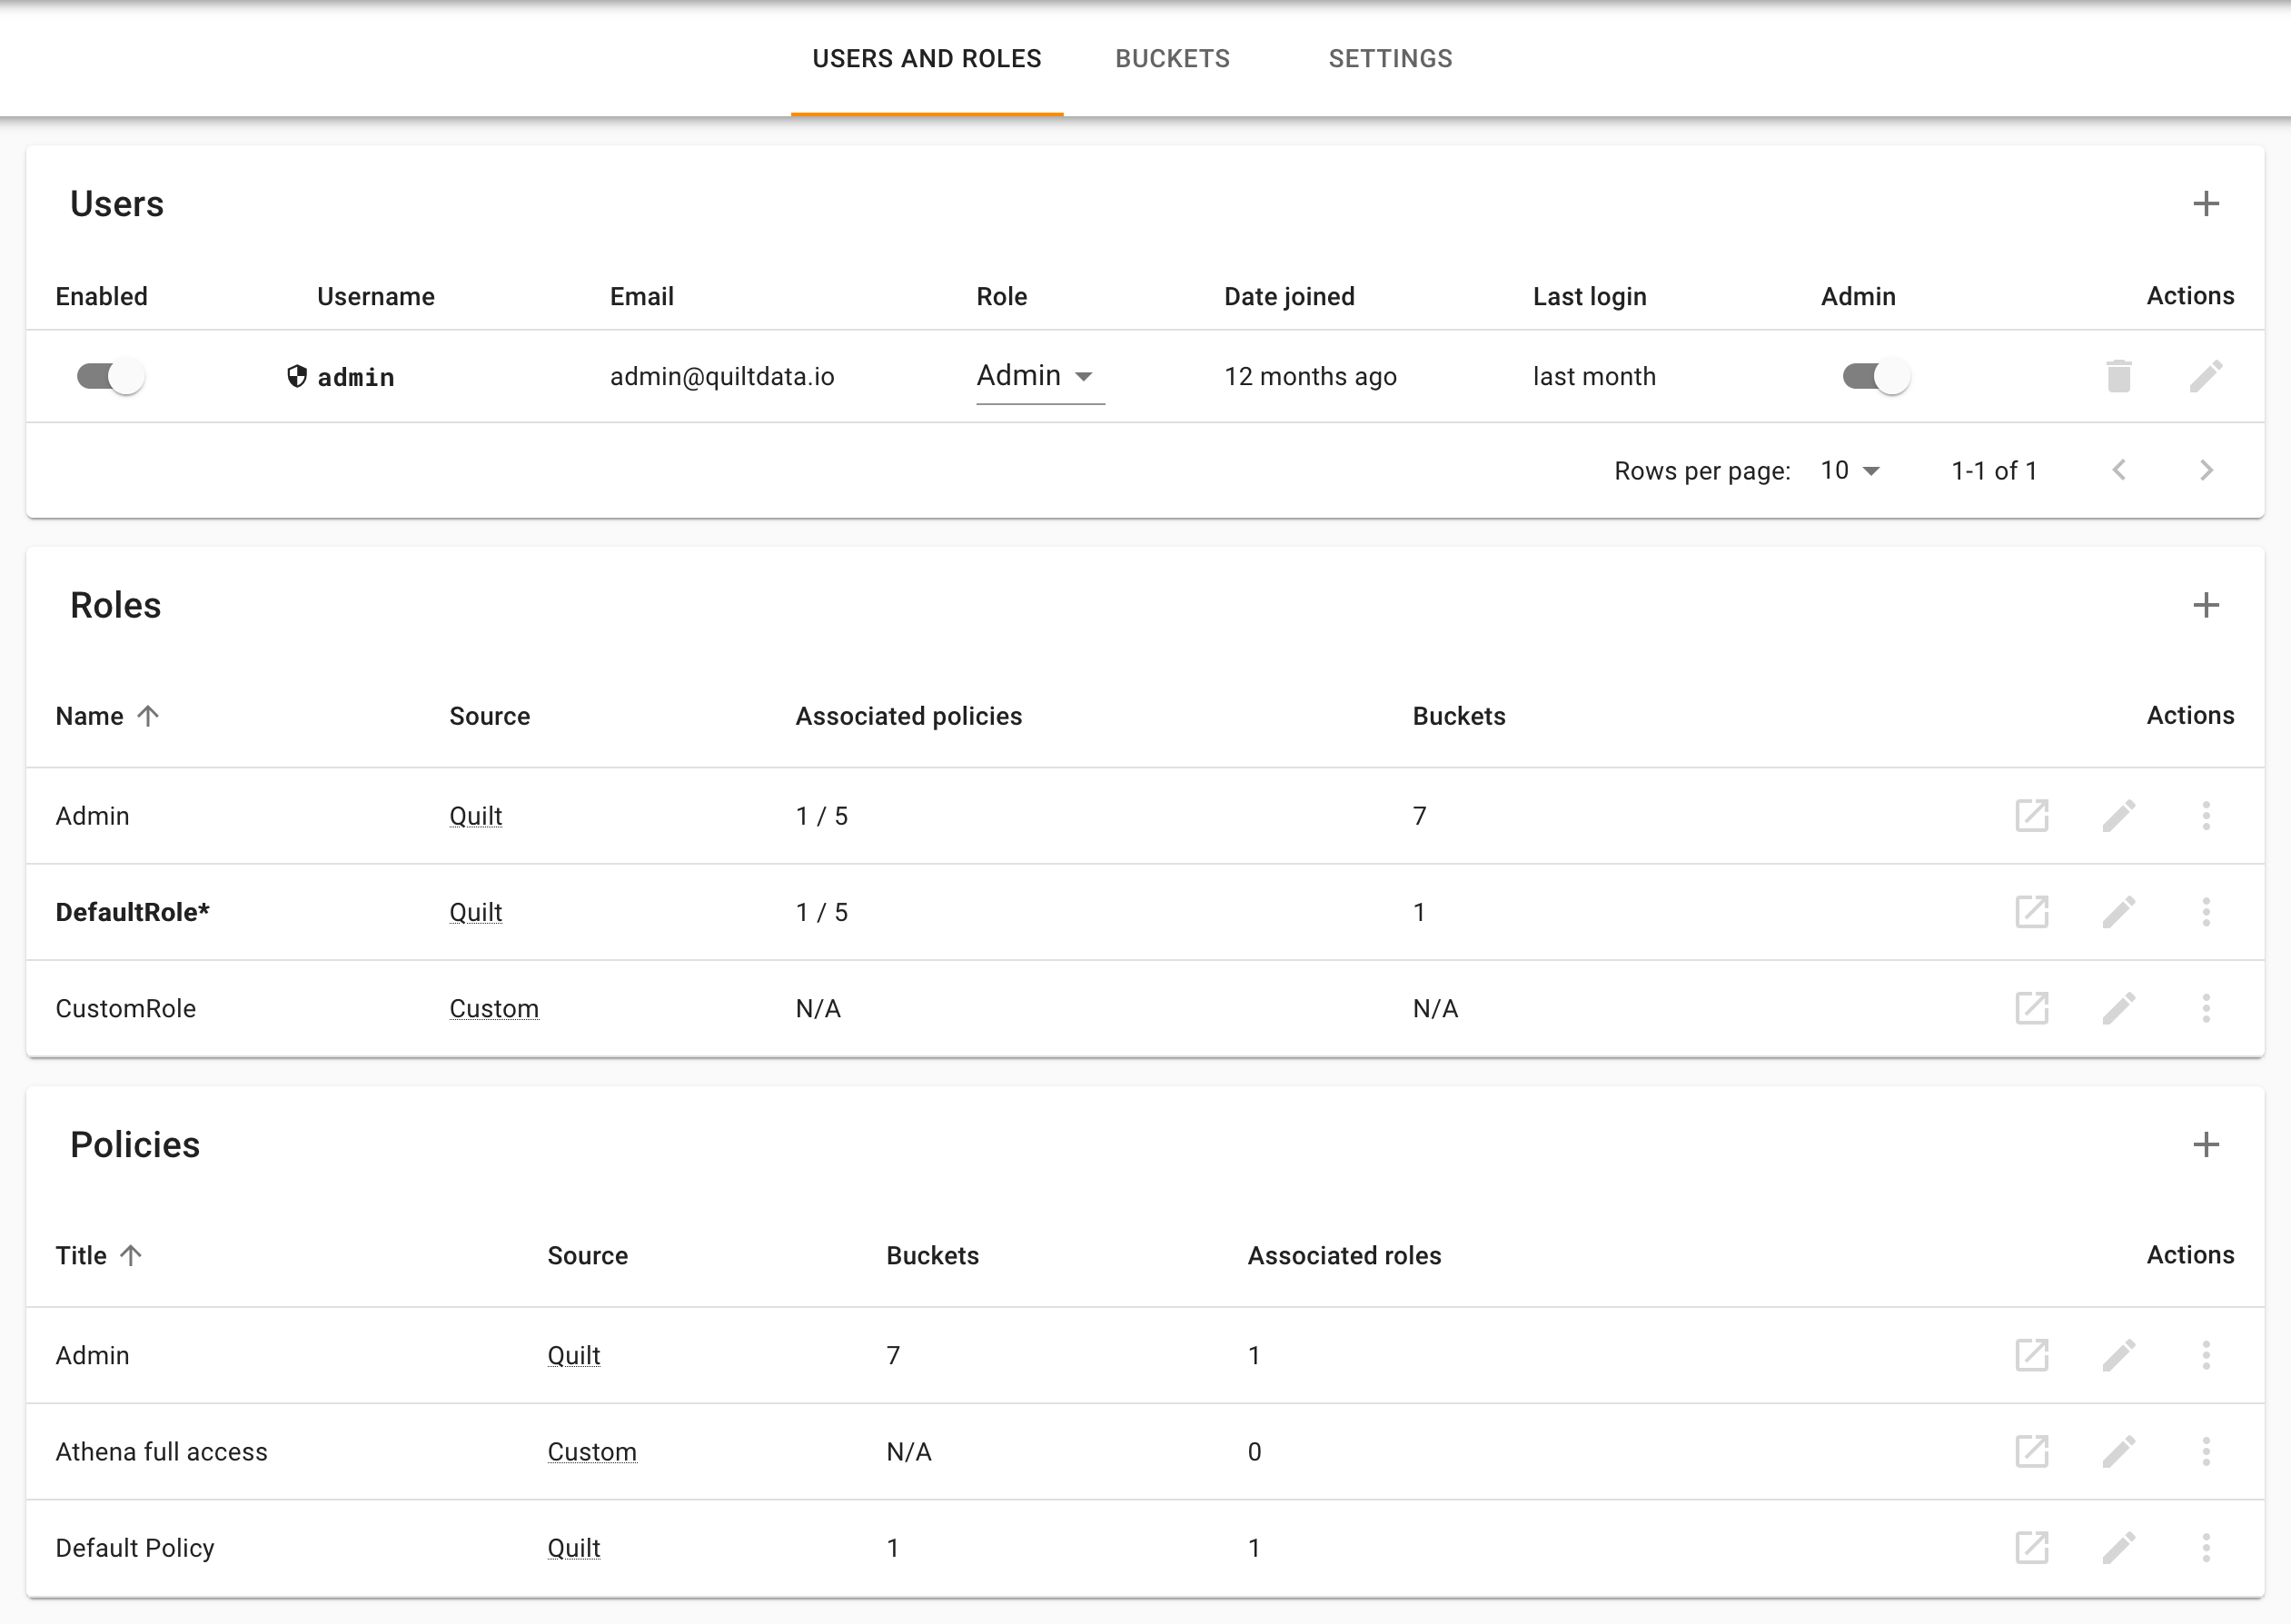 USERS AND ROLES BUCKETS SETTINGS
Users
Enabled Username Email Role Date joined Last login Admin Actions
admin admin@quiltdata.io Admin 12 months ago last month
Rows per page: 10 1-1 of 1
Roles
Name Source Associated policies Buckets Actions
Admin Quilt 1 / 5 7
DefaultRole* Quilt 1 / 5 1
CustomRole Custom N/A N/A
Policies
Title Source Buckets Associated roles Actions
Admin Quilt 7 1
Athena full access Custom N/A 0
Default Policy Quilt 1 1